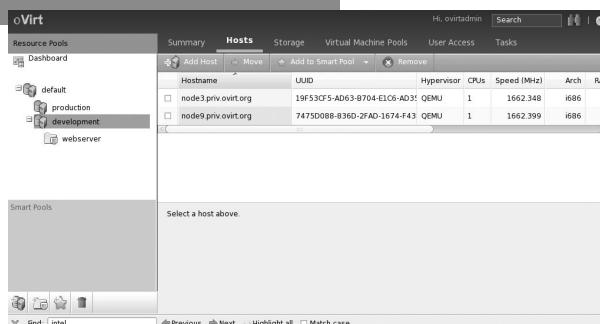 oVirt
Hi, ovirtadmin
Search
Resource Pools
Summary Hosts Storage Virtual Machine Pools User Access Tasks
Dashboard
default
production
development
webserver
Add Host Move Add to Smart Pool Remove
Hostname UUID Hypervisor CPUs Speed (MHz) Arch
node3.priv.ovirt.org 19F53CF5-AD63-B704-E1C6-AD35 QEMU 1 1662.348 i686
node9.priv.ovirt.org 7475D088-836D-2FAD-1674-F43 QEMU 1 1662.399 i686
Smart Pools
Select a host above.
Find: intel Previous Next Highlight all Match case